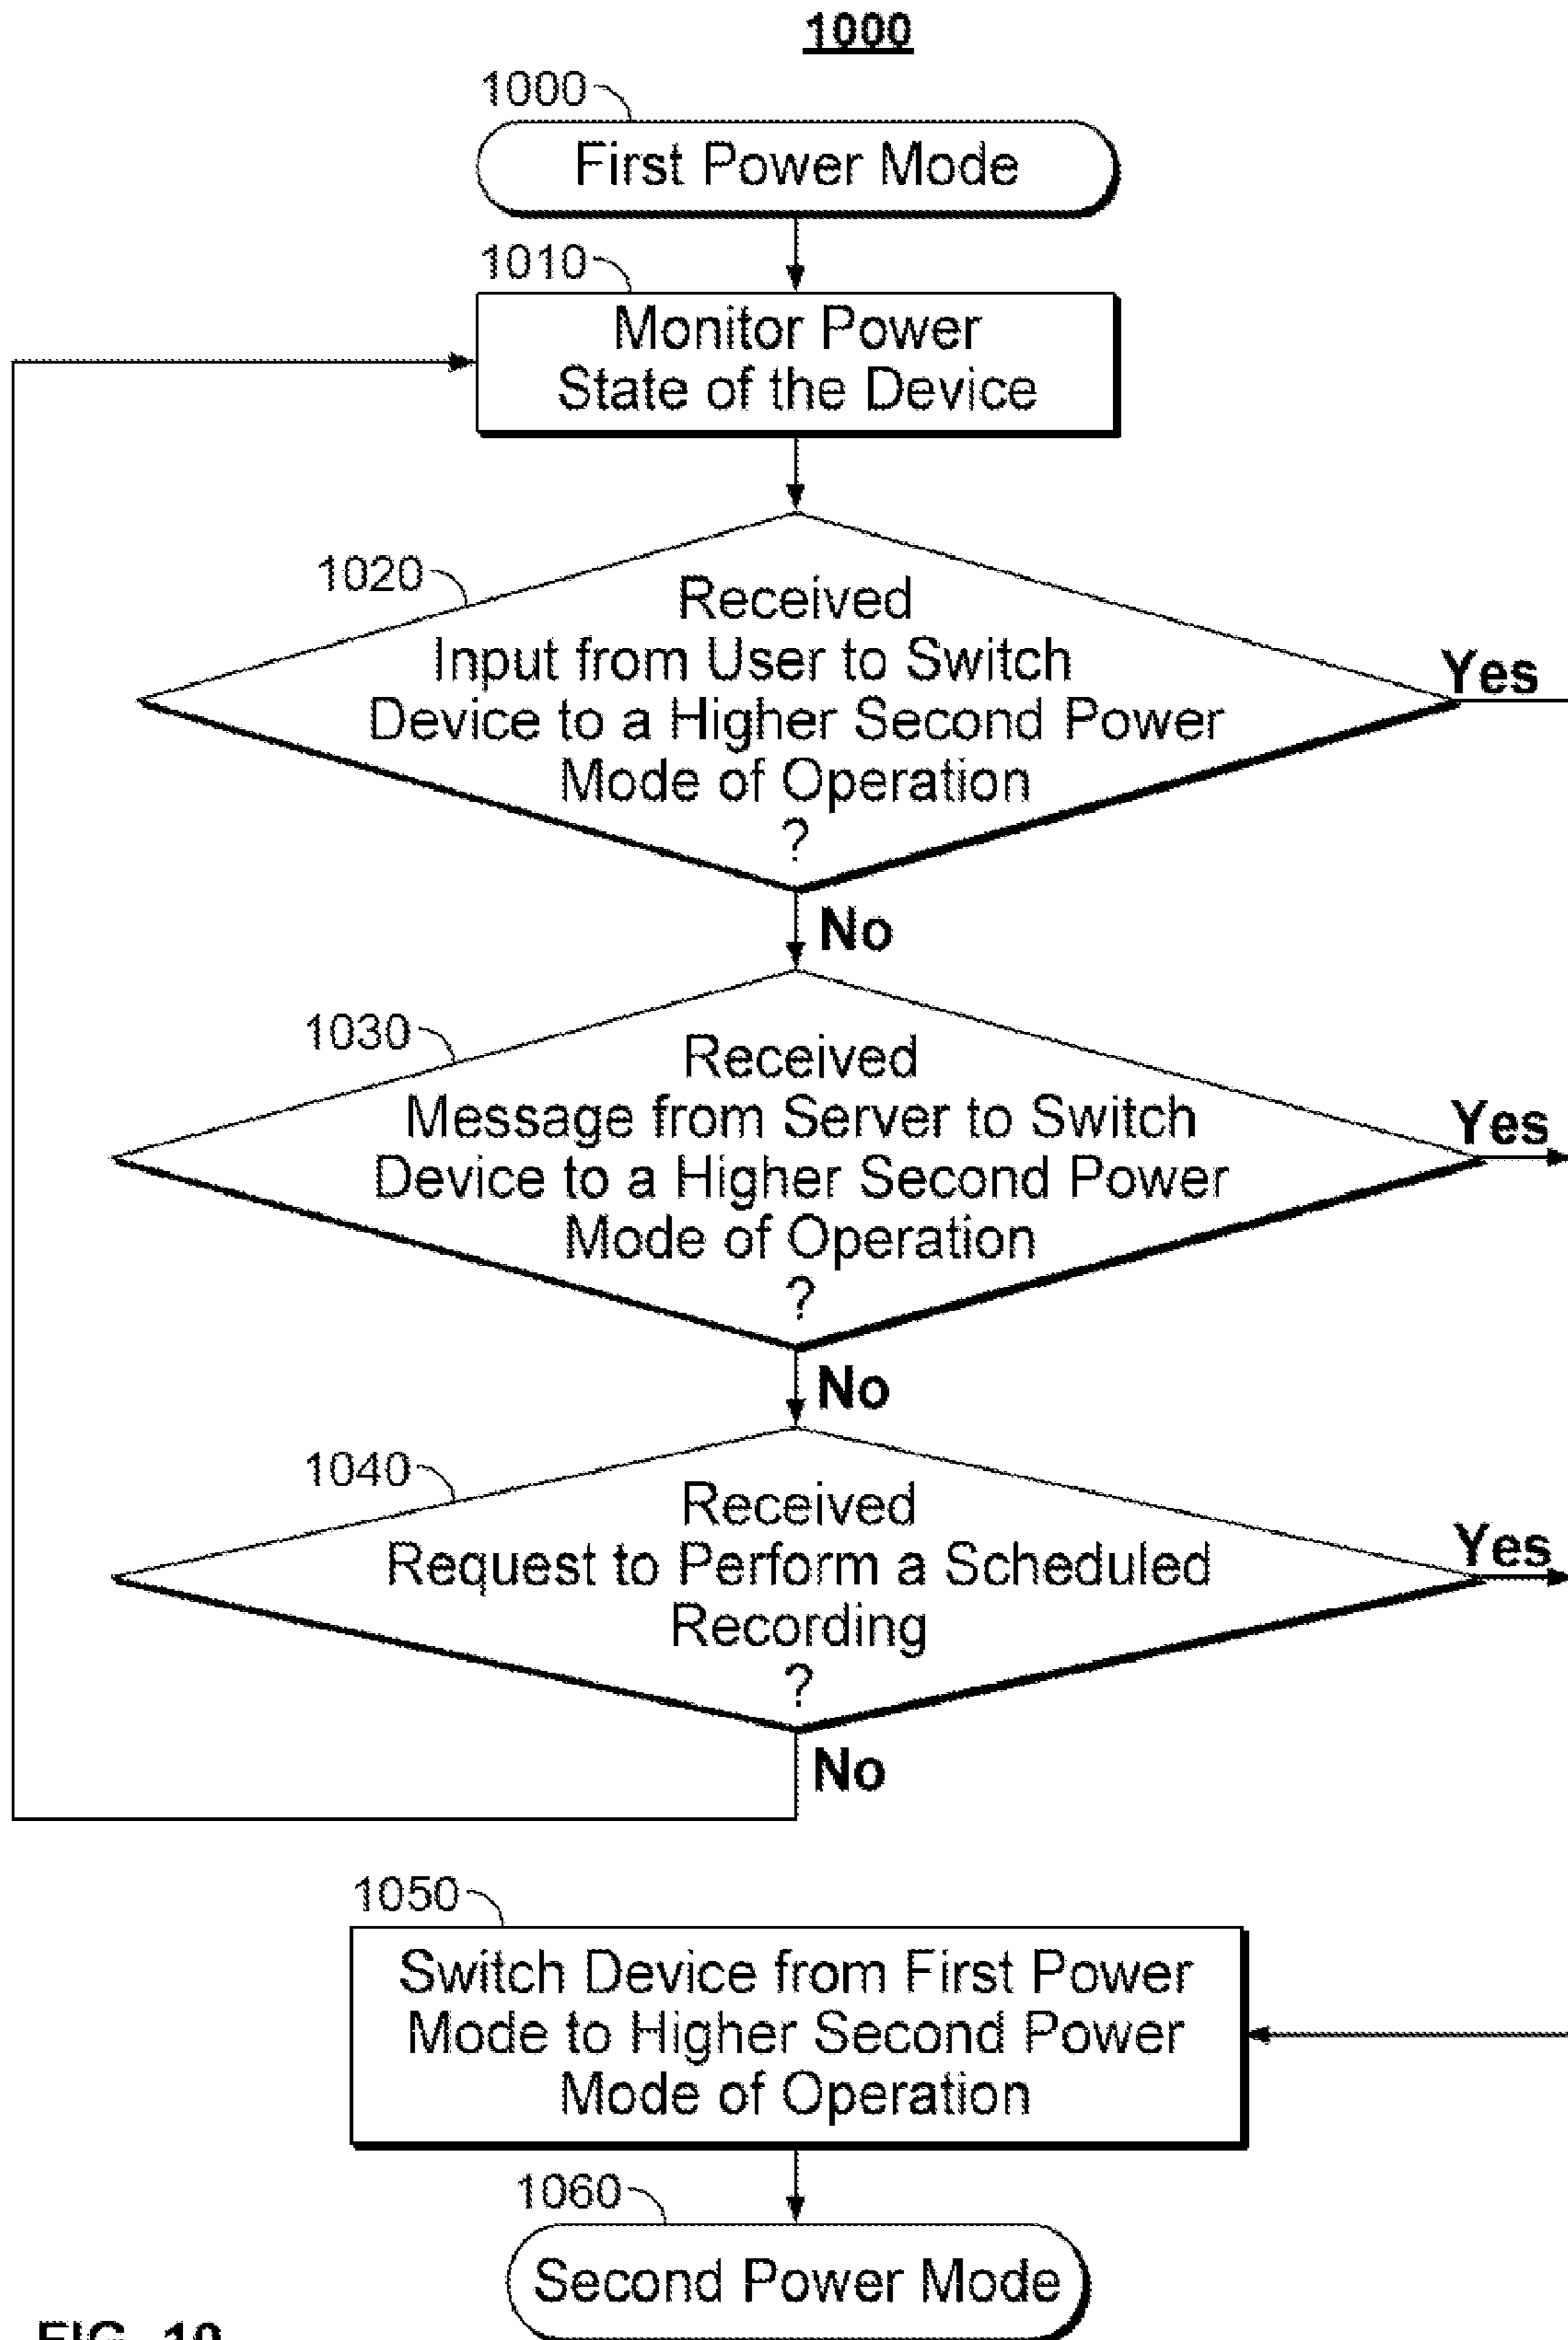 1000
1000
First Power Mode
1010
Monitor Power
State of the Device
1020
Received
Input from User to Switch
Device to a Higher Second Power
Mode of Operation
?
Yes
No
1030
Received
Message from Server to Switch
Device to a Higher Second Power
Mode of Operation
?
Yes
No
1040
Received
Request to Perform a Scheduled
Recording
?
Yes
No
1050
Switch Device from First Power
Mode to Higher Second Power
Mode of Operation
1060
Second Power Mode
FIG. 10